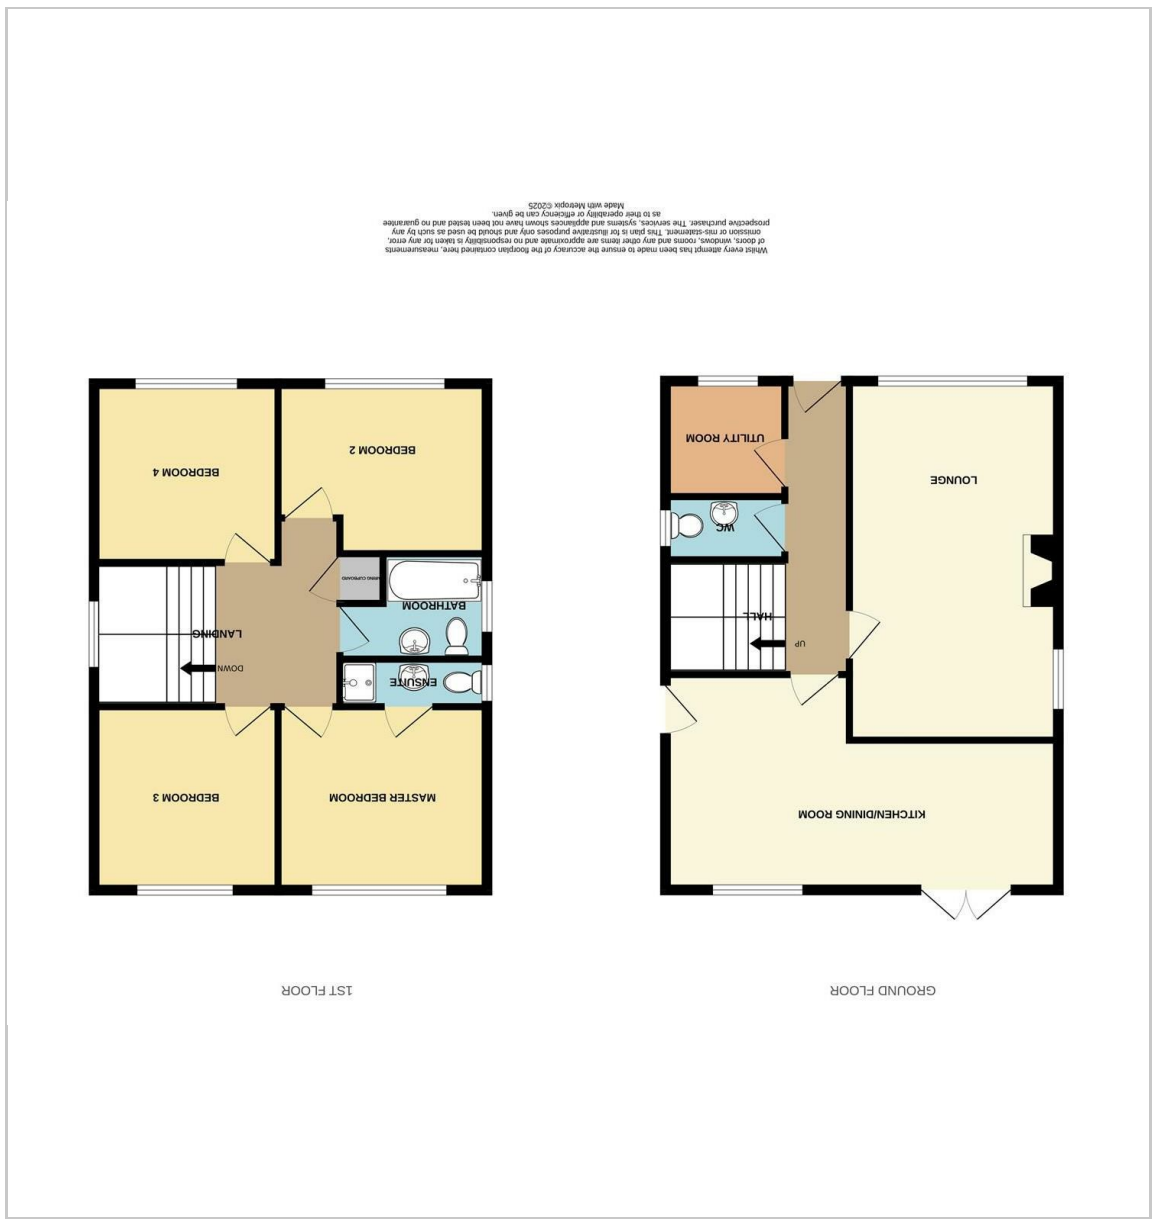 GROUND FLOOR
KITCHEN/DINING ROOM
UP
HALL
WC
LOUNGE
UTILITY ROOM
1ST FLOOR
MASTER BEDROOM
BEDROOM 3
ENSUITE
DOWN
LANDING
BATHROOM
AIRING CUPBOARD
BEDROOM 4
BEDROOM 2
Whilst every attempt has been made to ensure the accuracy of the floorplan contained here, measurements
of doors, windows, rooms and any other items are approximate and no responsibility is taken for any error,
omission or mis-statement. This plan is for illustrative purposes only and should be used as such by any
prospective purchaser. The services, systems and appliances shown have not been tested and no guarantee
as to their operability or efficiency can be given.
Made with Metropix ©2025